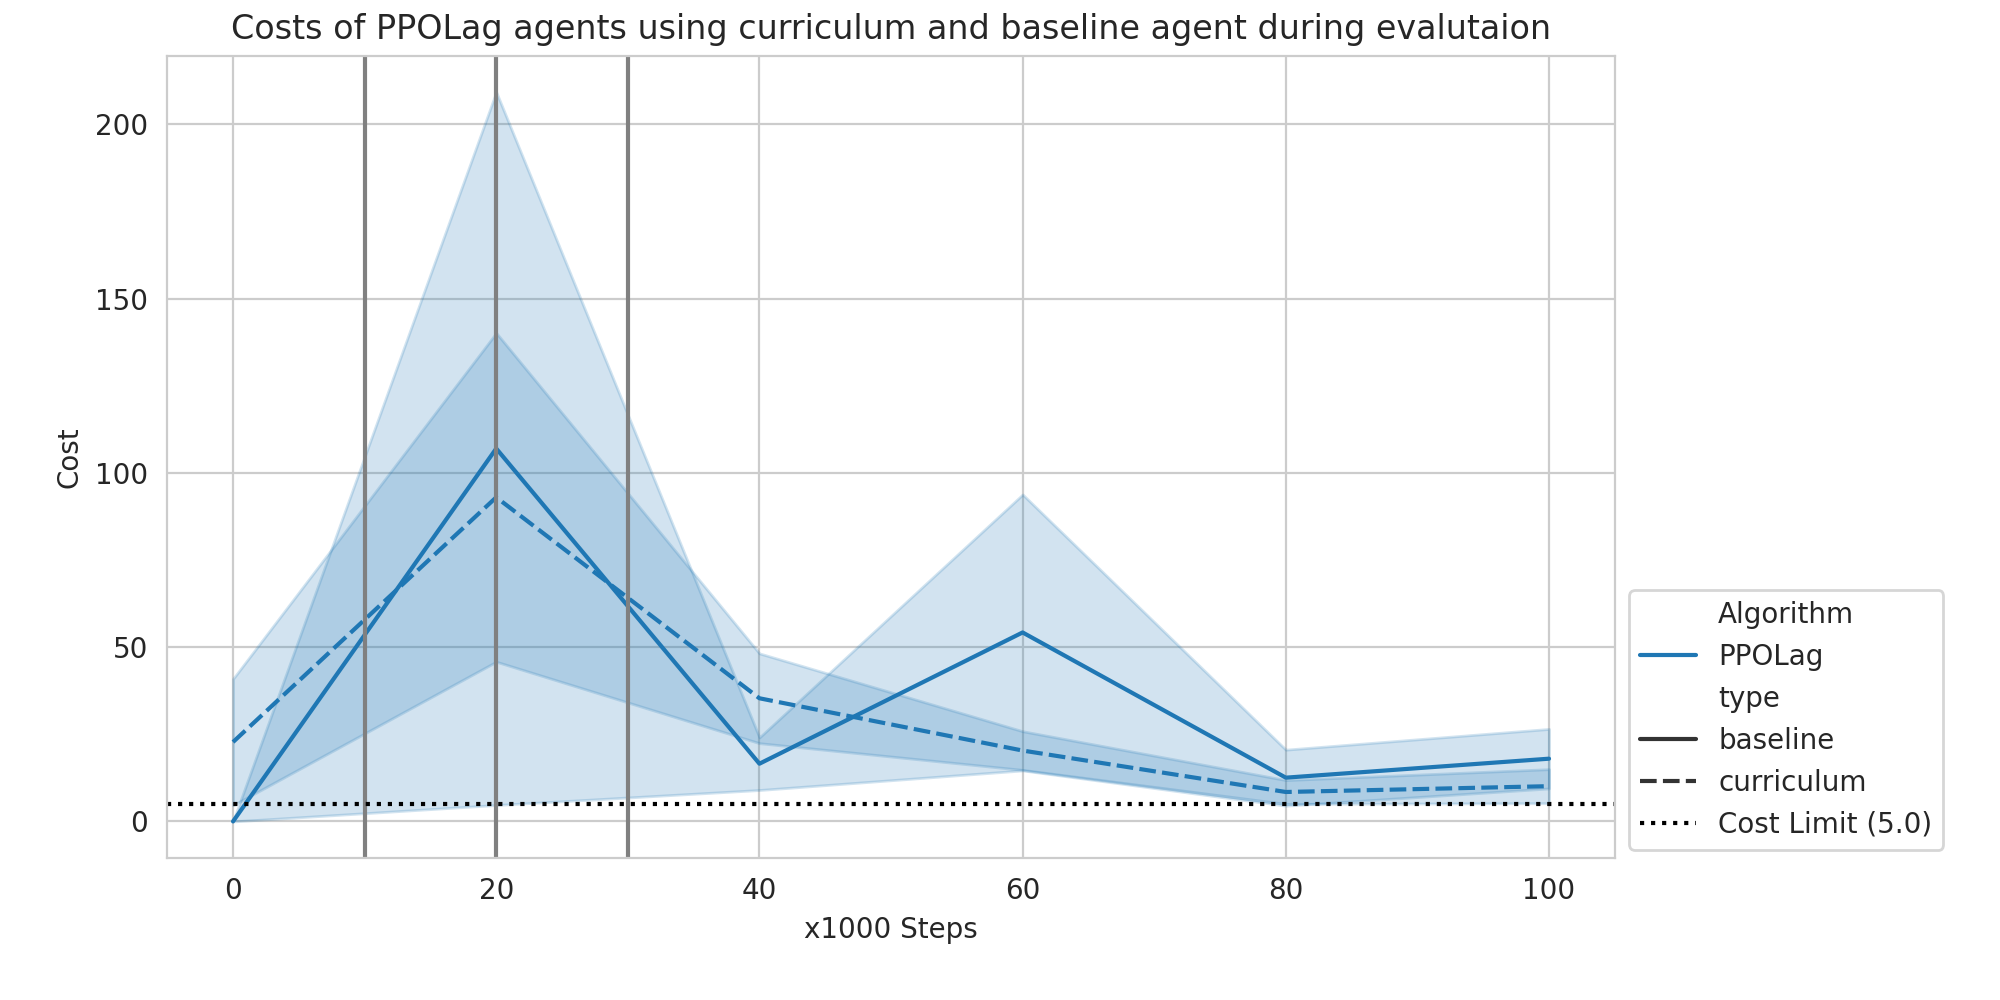 Costs of PPOLag agents using curriculum and baseline agent during evalutaion
200
150
100
50
0
Cost
0 20 40 60 80 100
x1000 Steps
Algorithm
PPOLag
type
baseline
curriculum
Cost Limit (5.0)